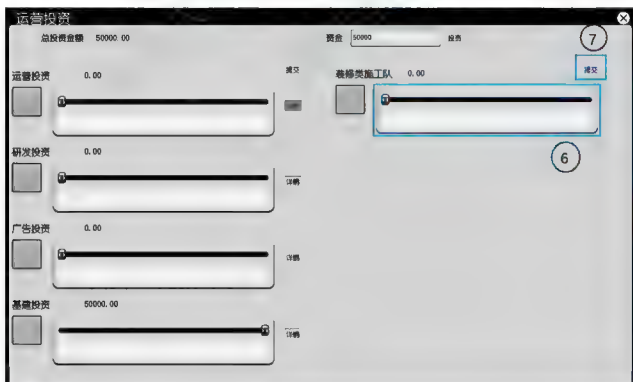 运营投资
总投资金额 50000.00 资金 50000 投资 ⑦
运营投资 0.00 提交 装修类施工队 0.00 提交
⑥
研发投资 0.00
详情
广告投资 0.00
详情
基建投资 50000.00
详情